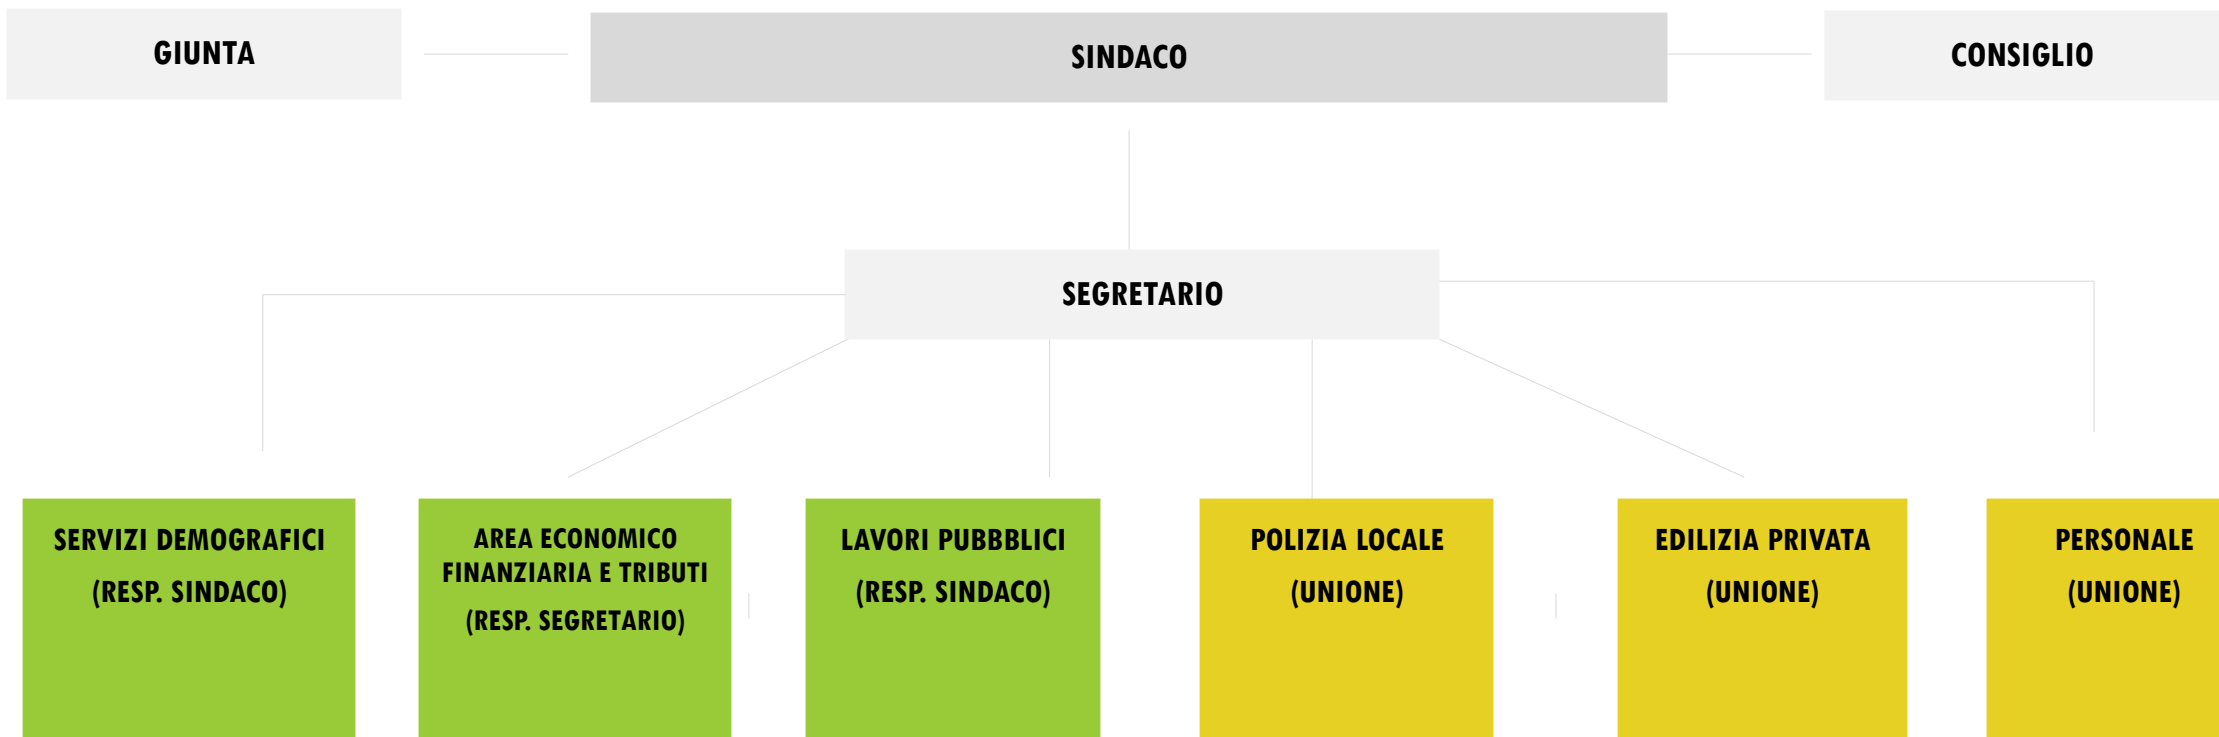 GIUNTA
SINDACO
CONSIGLIO
SEGRETARIO
SERVIZI DEMOGRAFICI
(RESP. SINDACO)
AREA ECONOMICO
FINANZIARIA E TRIBUTI
(RESP. SEGRETARIO)
LAVORI PUBBBLICI
(RESP. SINDACO)
POLIZIA LOCALE
(UNIONE)
EDILIZIA PRIVATA
(UNIONE)
PERSONALE
(UNIONE)